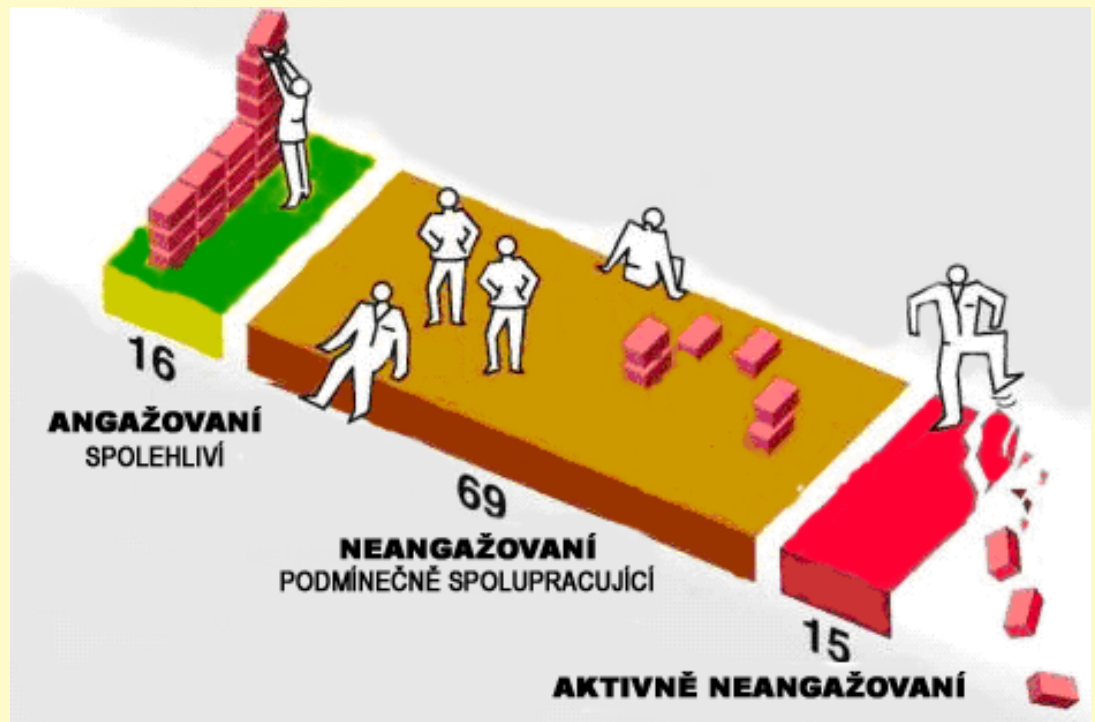 16
ANGAŽOVANÍ
SPOLEHLIVÍ
69
NEANGAŽOVANÍ
PODMÍNEČNĚ SPOLUPRACUJÍCÍ
15
AKTIVNĚ NEANGAŽOVANÍ